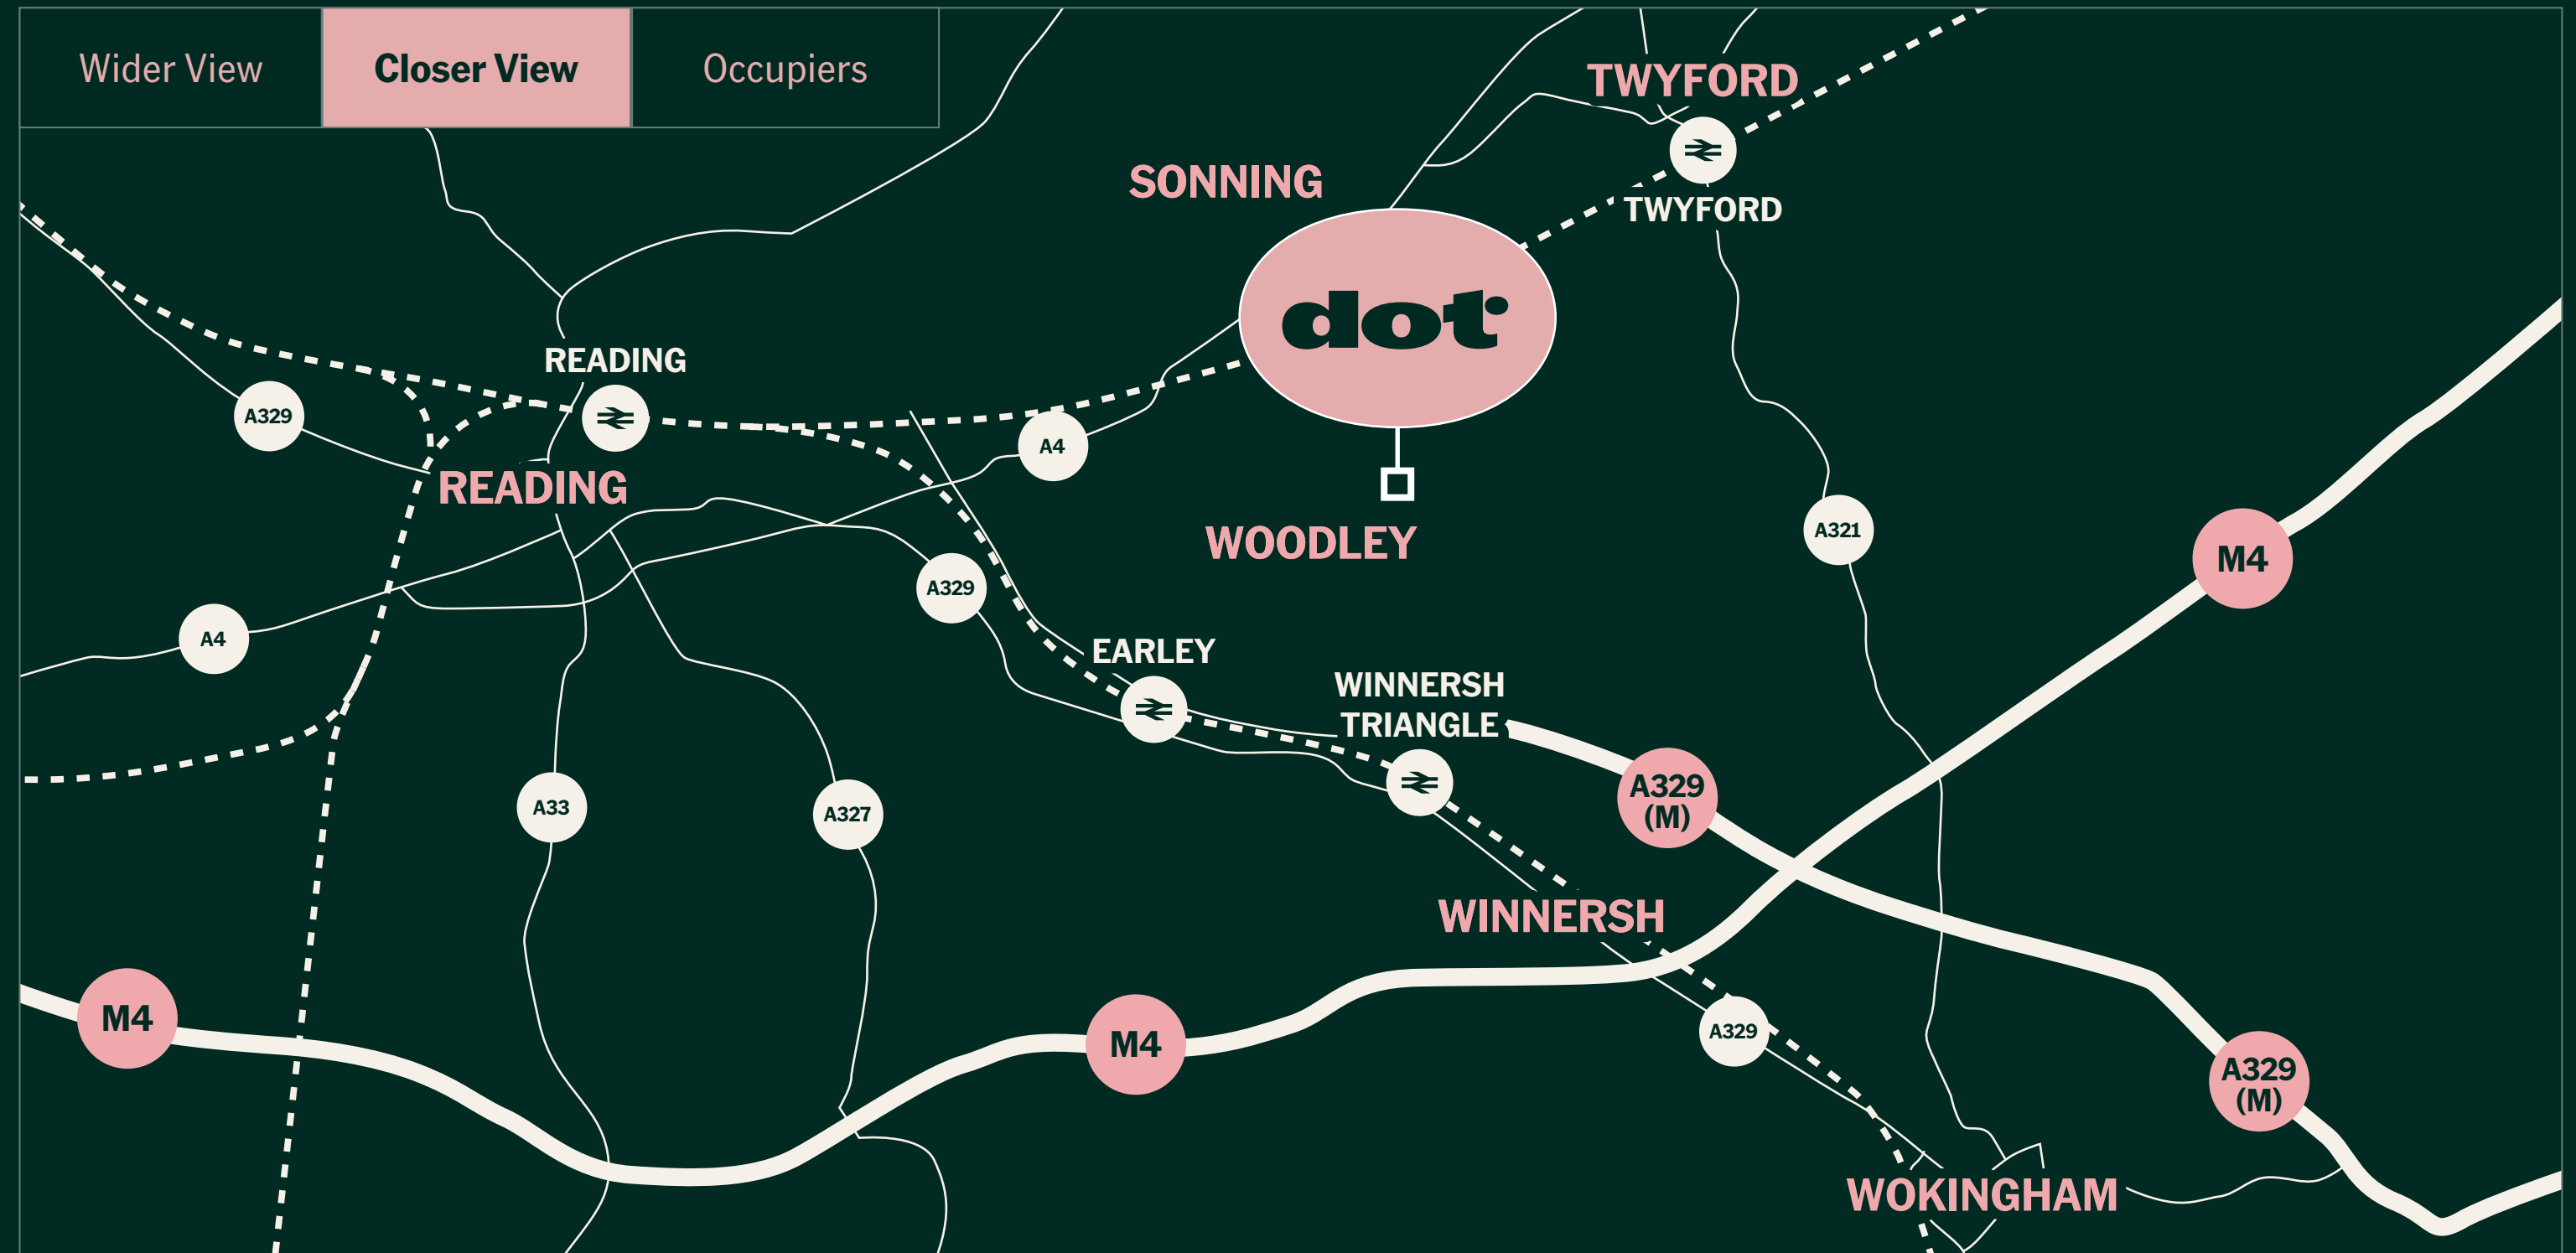 Wider View
Closer View
Occupiers
TWYFORD
SONNING
TWYFORD
dot
READING
A329
A4
READING
A321
WOODLEY
M4
A329
A4
EARLEY
WINNERSH
TRIANGLE
A329
(M)
A33
A327
WINNERSH
M4
M4
A329
A329
(M)
WOKINGHAM